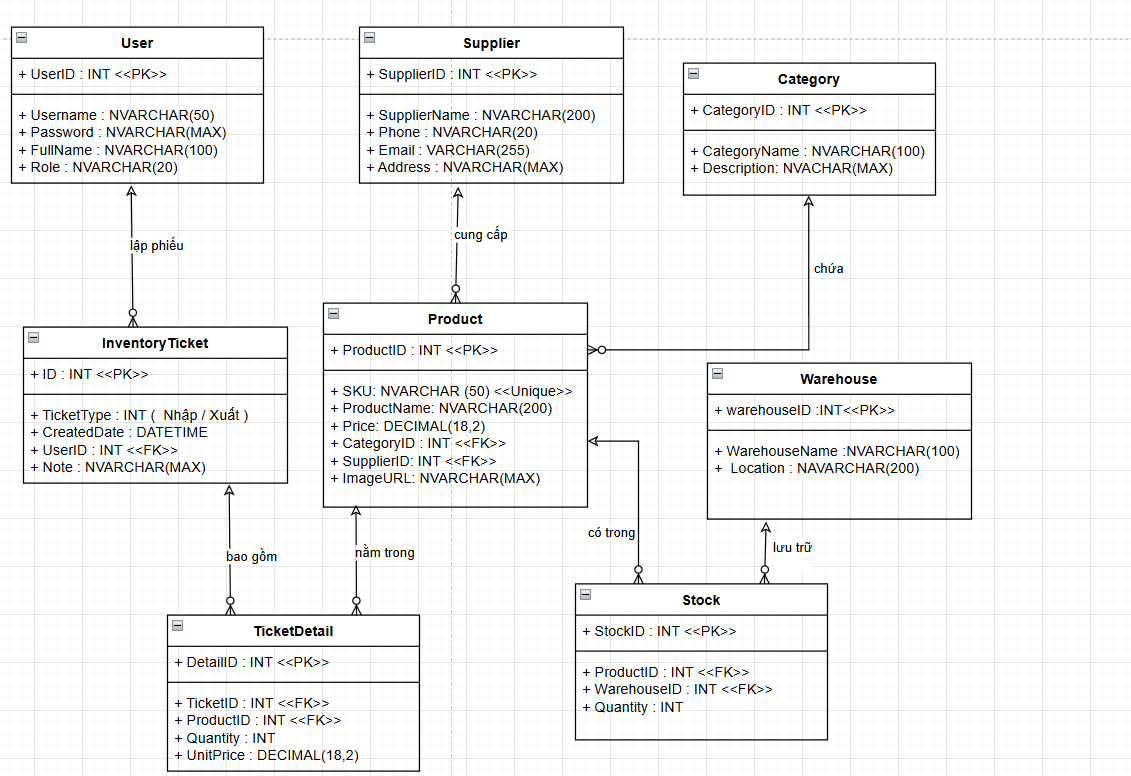 User
+ UserID : INT <<PK>>
+ Username : NVARCHAR(50)
+ Password : NVARCHAR(MAX)
+ FullName : NVARCHAR(100)
+ Role : NVARCHAR(20)
Supplier
+ SupplierID : INT <<PK>>
+ SupplierName : NVARCHAR(200)
+ Phone : NVARCHAR(20)
+ Email : VARCHAR(255)
+ Address : NVARCHAR(MAX)
Category
+ CategoryID : INT <<PK>>
+ CategoryName : NVARCHAR(100)
+ Description: NVACHAR(MAX)
lập phiếu
cung cấp
chứa
InventoryTicket
+ ID : INT <<PK>>
+ TicketType : INT ( Nhập / Xuất )
+ CreatedDate : DATETIME
+ UserID : INT <<FK>>
+ Note : NVARCHAR(MAX)
Product
+ ProductID : INT <<PK>>
+ SKU: NVARCHAR (50) <<Unique>>
+ ProductName: NVARCHAR(200)
+ Price: DECIMAL(18,2)
+ CategoryID : INT <<FK>>
+ SupplierID: INT <<FK>>
+ ImageURL: NVARCHAR(MAX)
Warehouse
+ warehouseID :INT<<PK>>
+ WarehouseName :NVARCHAR(100)
+ Location : NAVARCHAR(200)
bao gồm
nằm trong
có trong
lưu trữ
TicketDetail
+ DetailID : INT <<PK>>
+ TicketID : INT <<FK>>
+ ProductID : INT <<FK>>
+ Quantity : INT
+ UnitPrice : DECIMAL(18,2)
Stock
+ StockID : INT <<PK>>
+ ProductID : INT <<FK>>
+ WarehouseID : INT <<FK>>
+ Quantity : INT